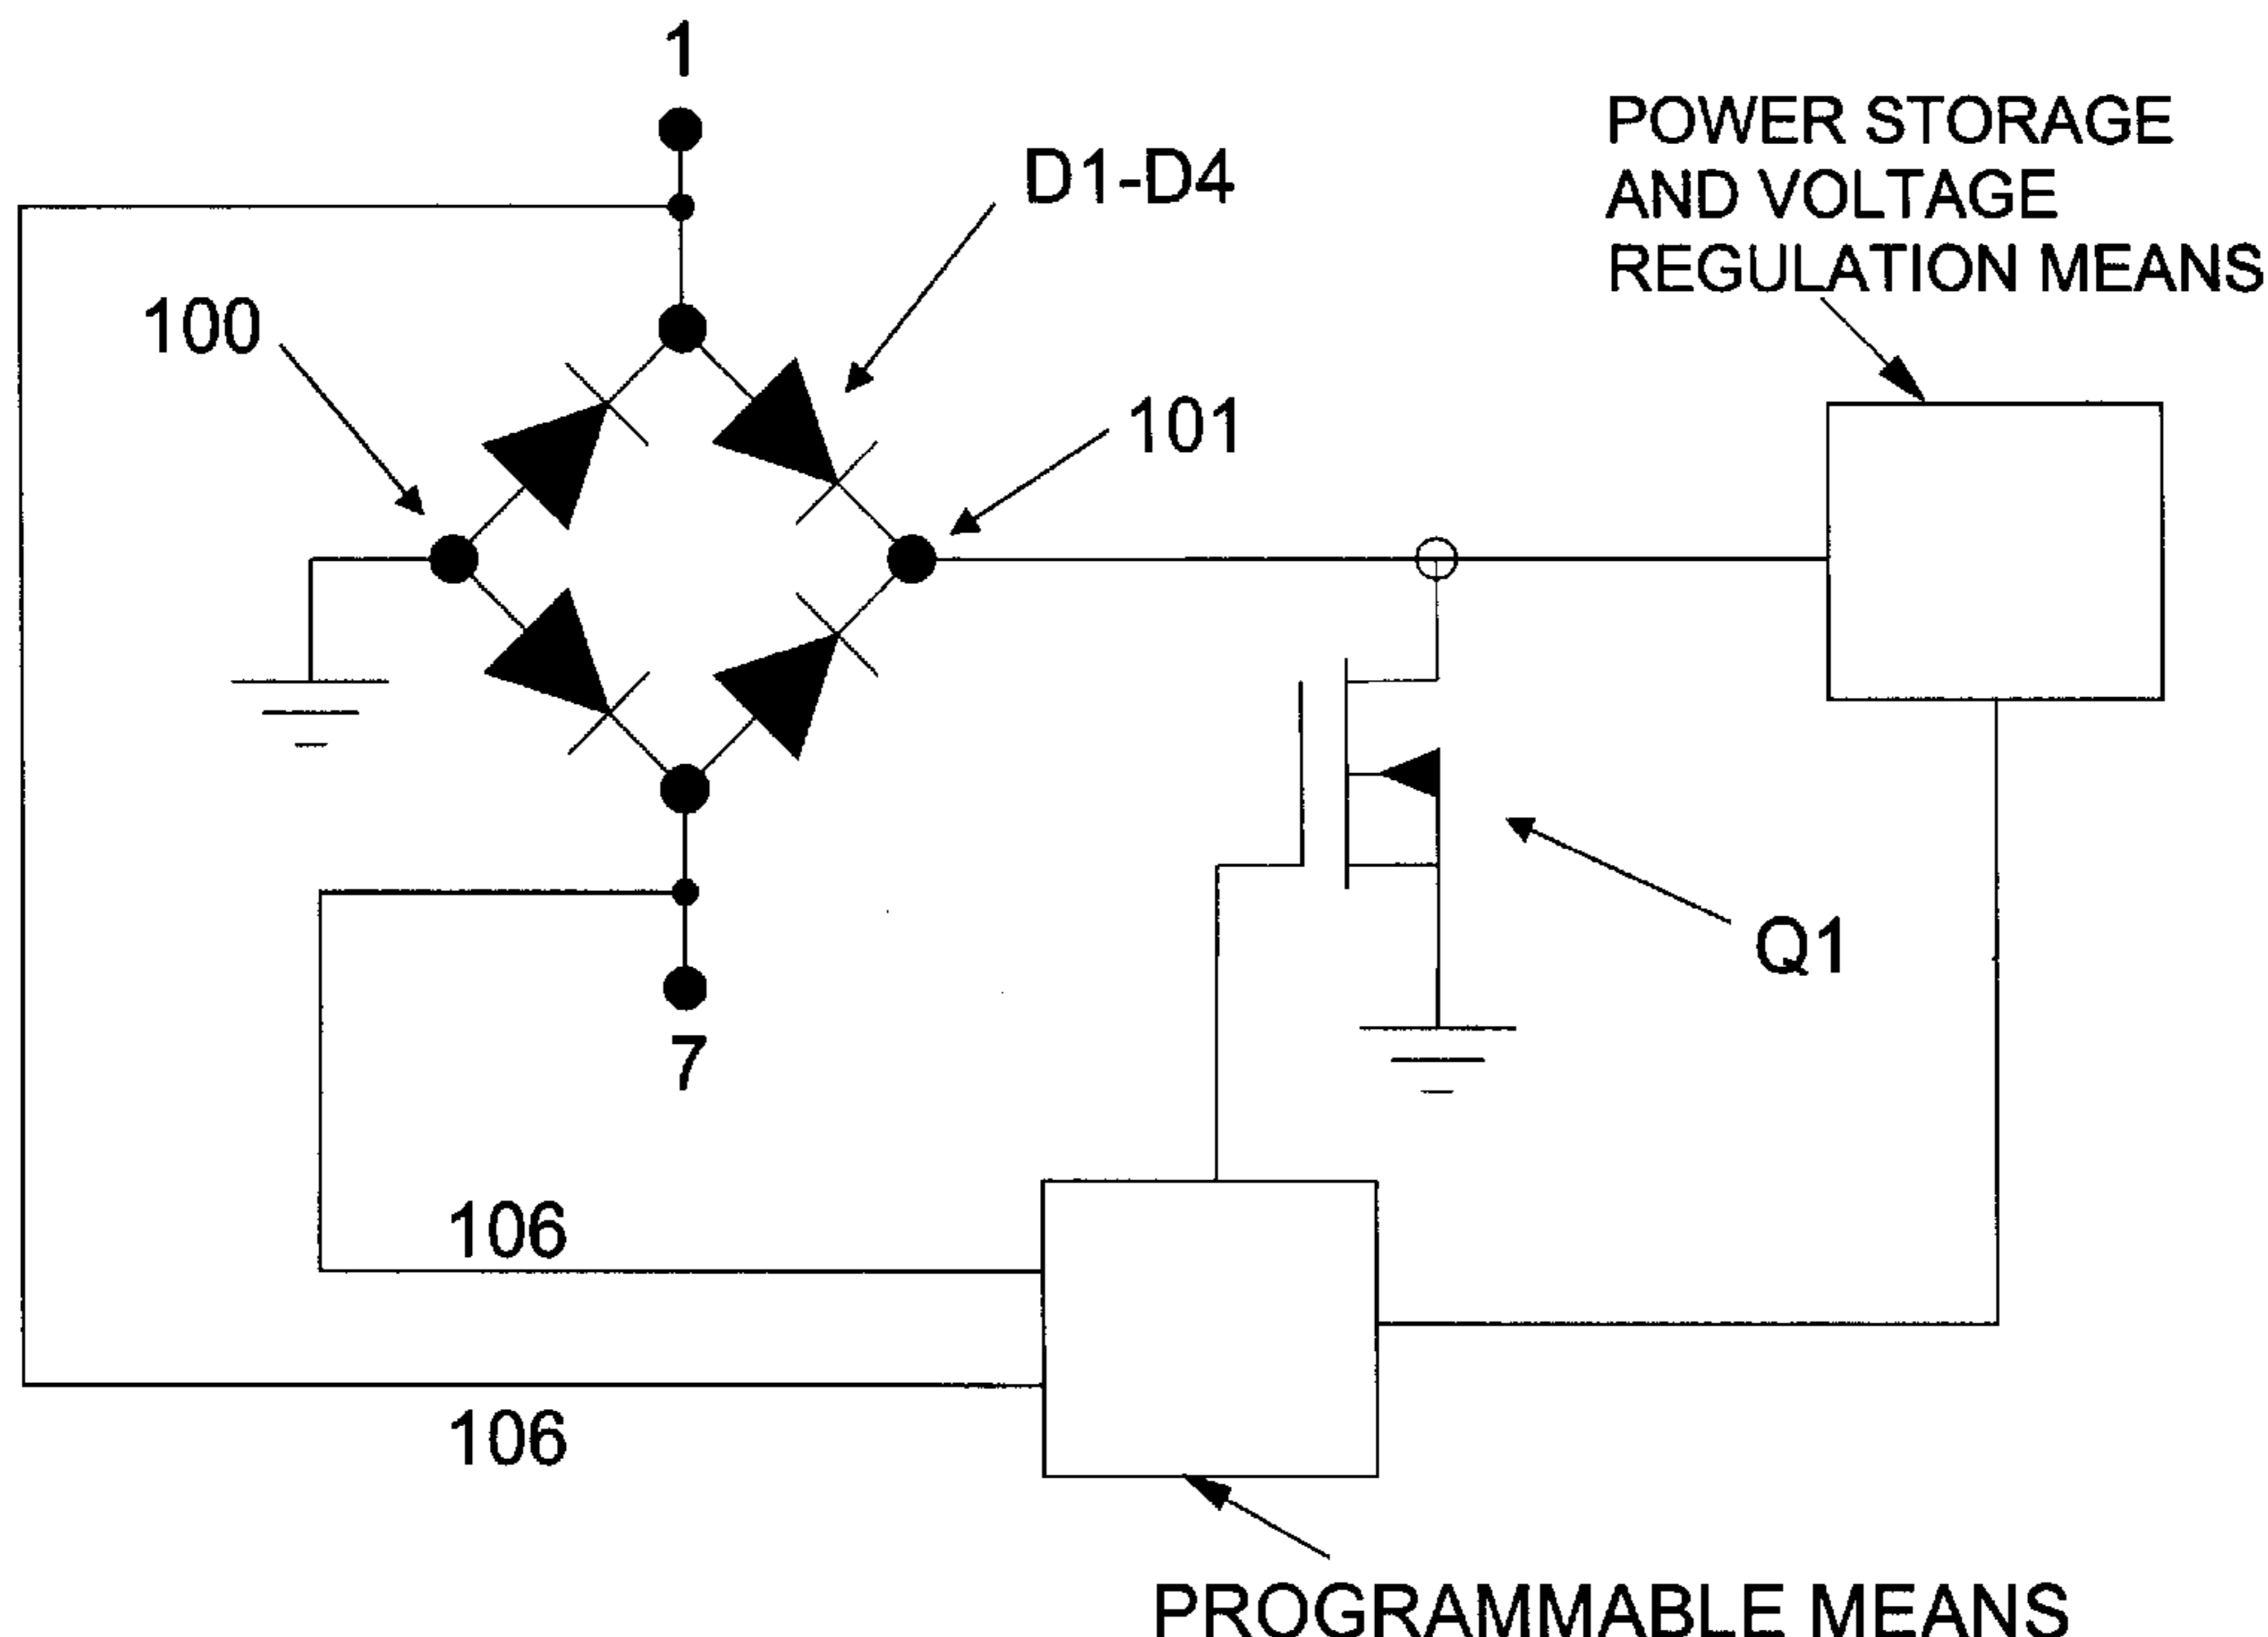 1
POWER STORAGE
AND VOLTAGE
REGULATION MEANS
D1-D4
100
101
Q1
7
106
106
PROGRAMMABLE MEANS